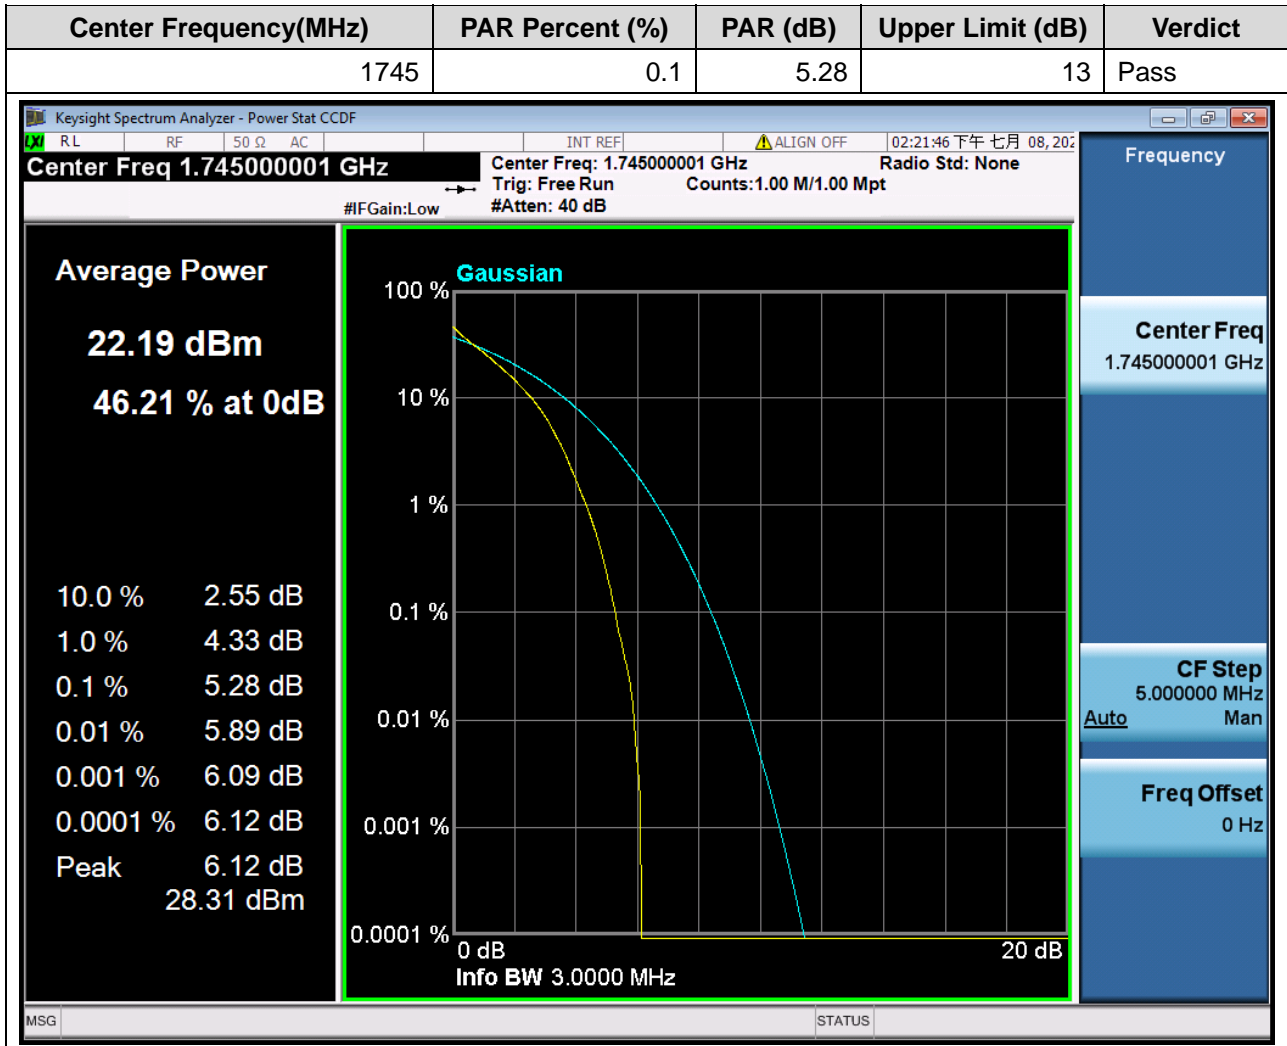 Center Frequency(MHz) PAR Percent (%) PAR (dB) Upper Limit (dB) Verdict
1745 0.1 5.28 13 Pass
Keysight Spectrum Analyzer - Power Stat CCDF
LXI RL RF 50 Ω AC INT REF ALIGN OFF 02:21:46 下午 七月 08, 202
Center Freq 1.745000001 GHz
Center Freq: 1.745000001 GHz Radio Std: None
Trig: Free Run Counts:1.00 M/1.00 Mpt
#IFGain:Low #Atten: 40 dB
Average Power
22.19 dBm
46.21 % at 0dB
10.0 % 2.55 dB
1.0 % 4.33 dB
0.1 % 5.28 dB
0.01 % 5.89 dB
0.001 % 6.09 dB
0.0001 % 6.12 dB
Peak 6.12 dB
28.31 dBm
Gaussian
100 %
10 %
1 %
0.1 %
0.01 %
0.001 %
0.0001 %
0 dB 20 dB
Info BW 3.0000 MHz
Frequency
Center Freq
1.745000001 GHz
CF Step
5.000000 MHz
Auto Man
Freq Offset
0 Hz
MSG STATUS